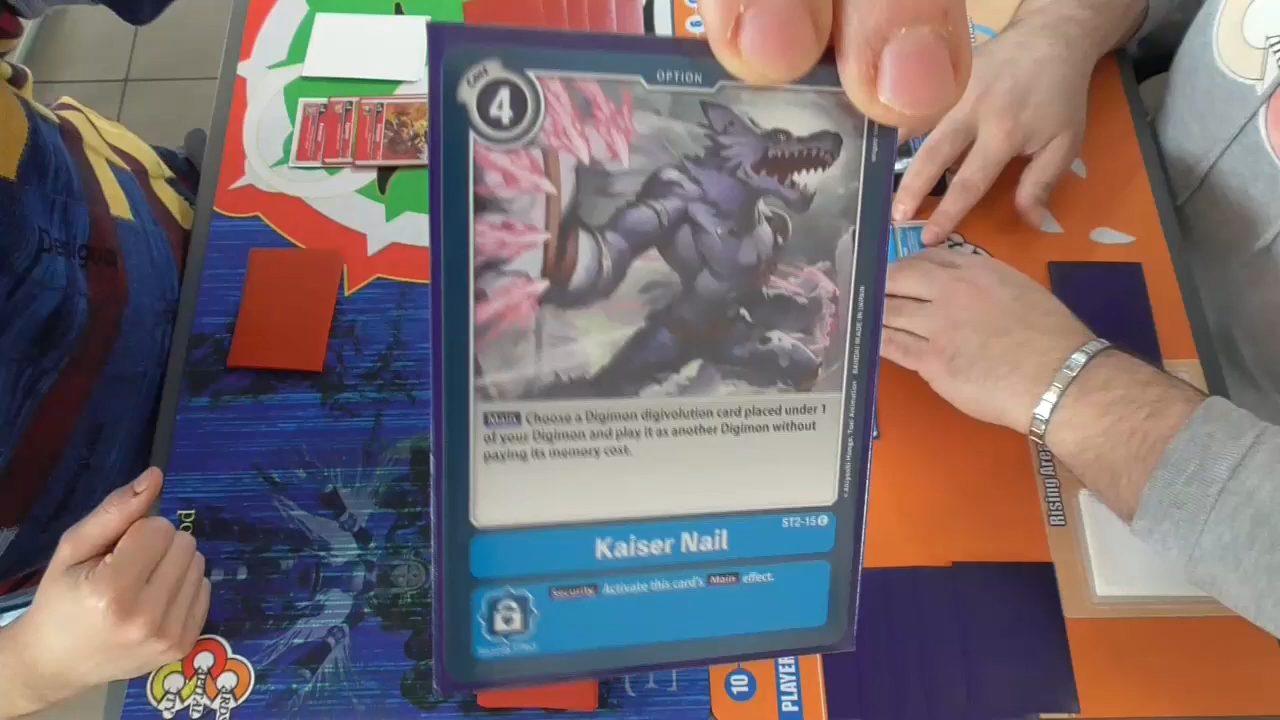 OPTION
COST
4
Main Choose a Digimon digivolution card placed under 1
of your Digimon and play it as another Digimon without
paying its memory cost.
ST2-15 C
Kaiser Nail
Security Activate this card's Main effect.
Rising Area
10
PLAYER
Desigual